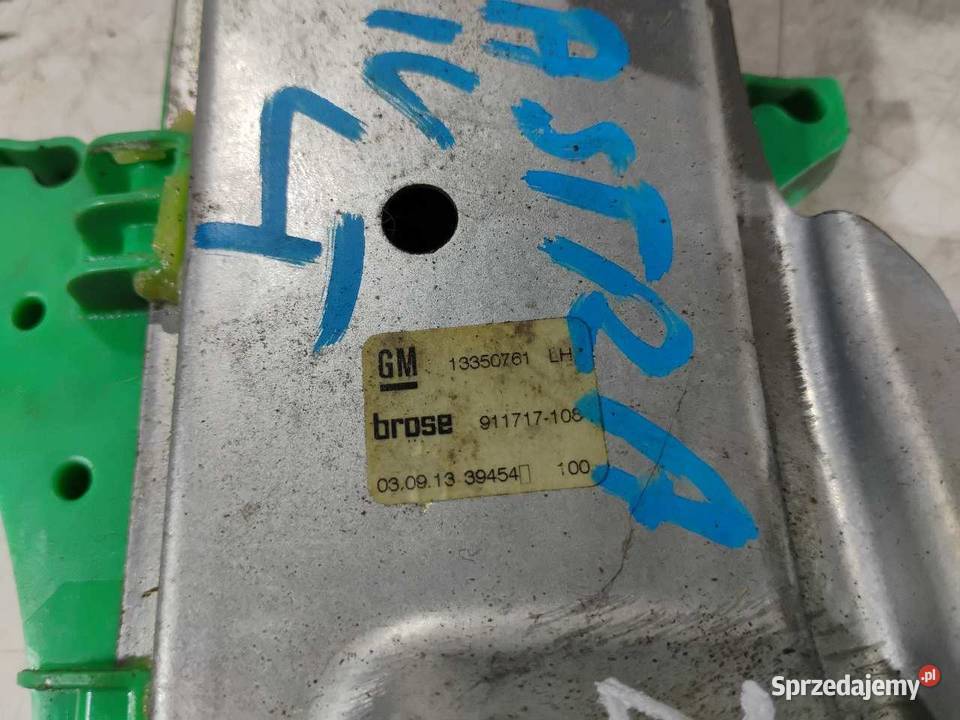 ASTRA
IV
GM 13350761 LH
brose 911717-108
03.09.13 39454 100
Sprzedajemy.pl